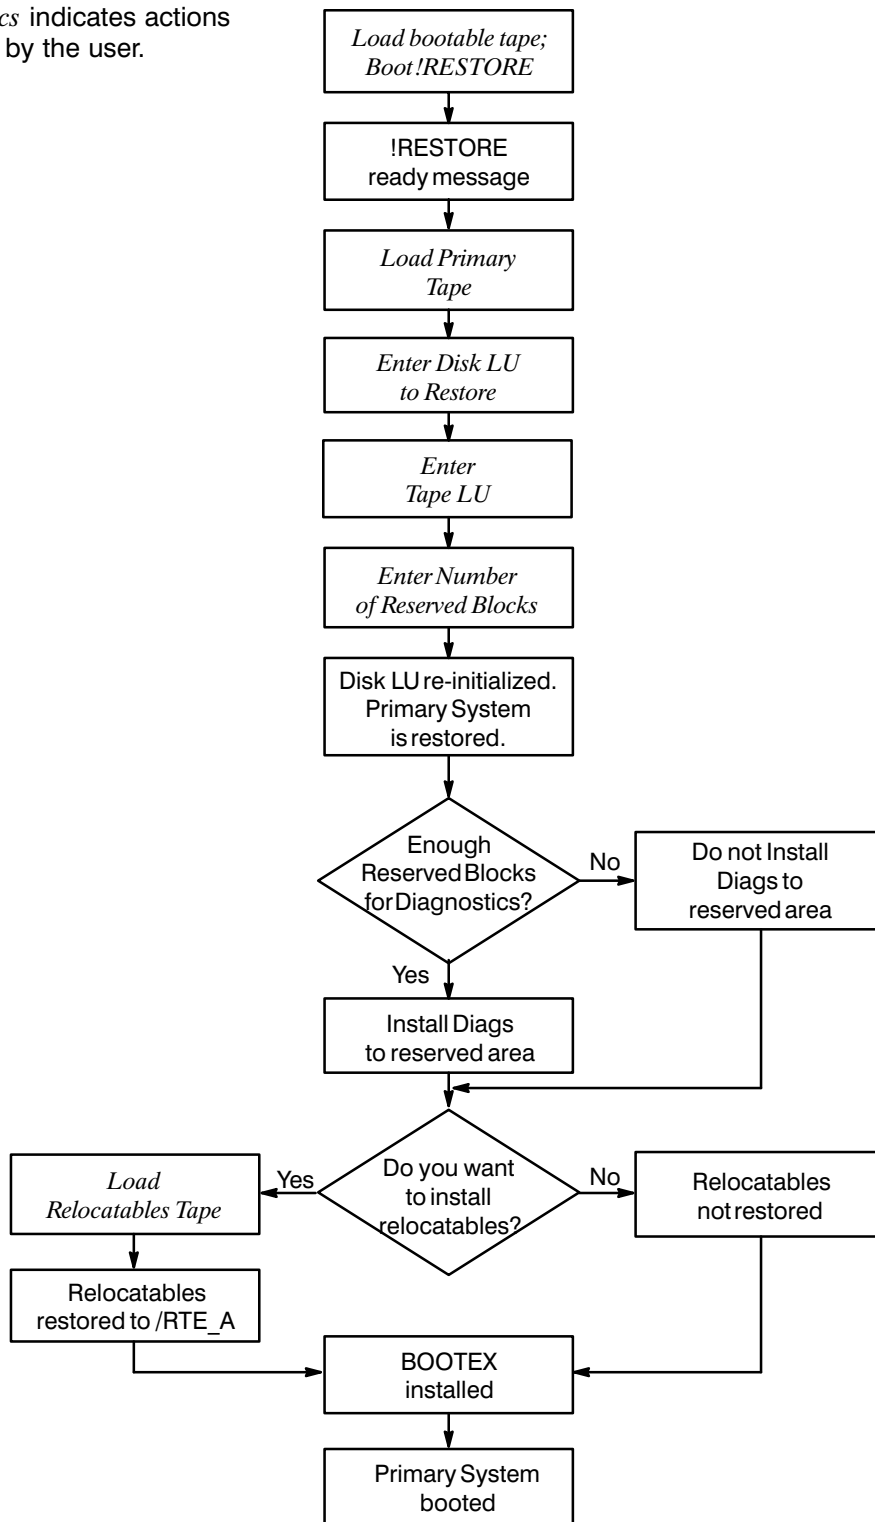 cs indicates actions
by the user.
Load bootable tape;
Boot !RESTORE
!RESTORE
ready message
Load Primary
Tape
Enter Disk LU
to Restore
Enter
Tape LU
Enter Number
of Reserved Blocks
Disk LU re-initialized.
Primary System
is restored.
Enough
Reserved Blocks
for Diagnostics?
No
Do not Install
Diags to
reserved area
Yes
Install Diags
to reserved area
Do you want
to install
relocatables?
Yes
Load
Relocatables Tape
No
Relocatables
not restored
Relocatables
restored to /RTE_A
BOOTEX
installed
Primary System
booted